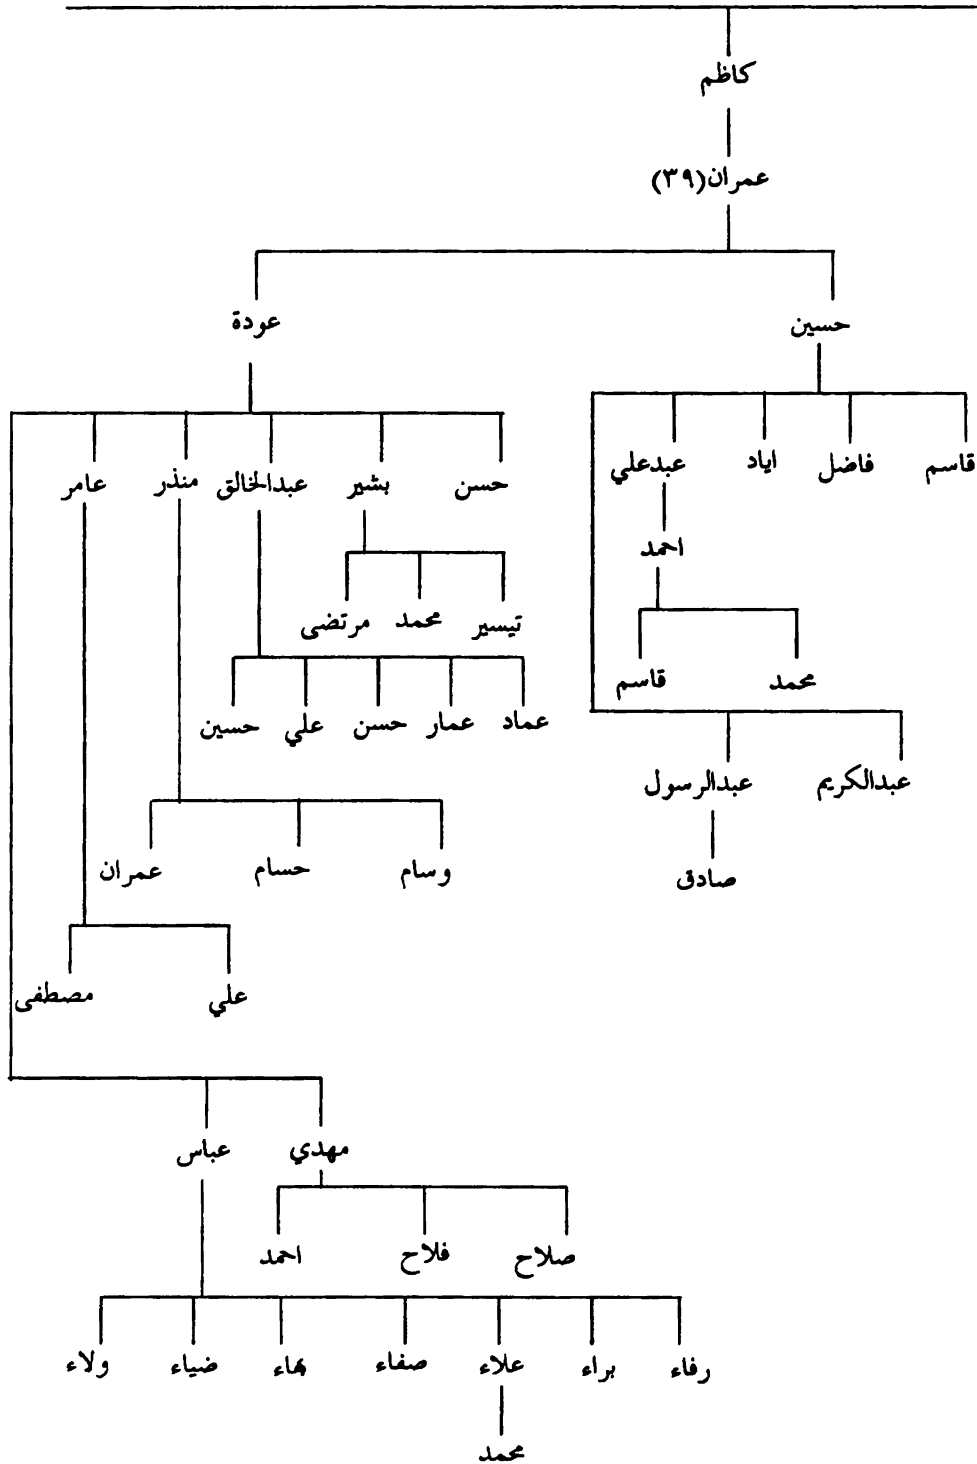 كاظم
عمران(٣٩)
حسين عودة
قاسم فاضل اياد عبدعلي
حسن بشير عبدالخالق منذر عامر
احمد
تيسير محمد مرتضى
محمد قاسم
عماد عمار حسن علي حسين
عبدالكريم عبدالرسول
وسام حسام عمران
صادق
علي مصطفى
مهدي عباس
صلاح فلاح احمد
رفاء براء علاء صفاء بهاء ضياء ولاء
محمد